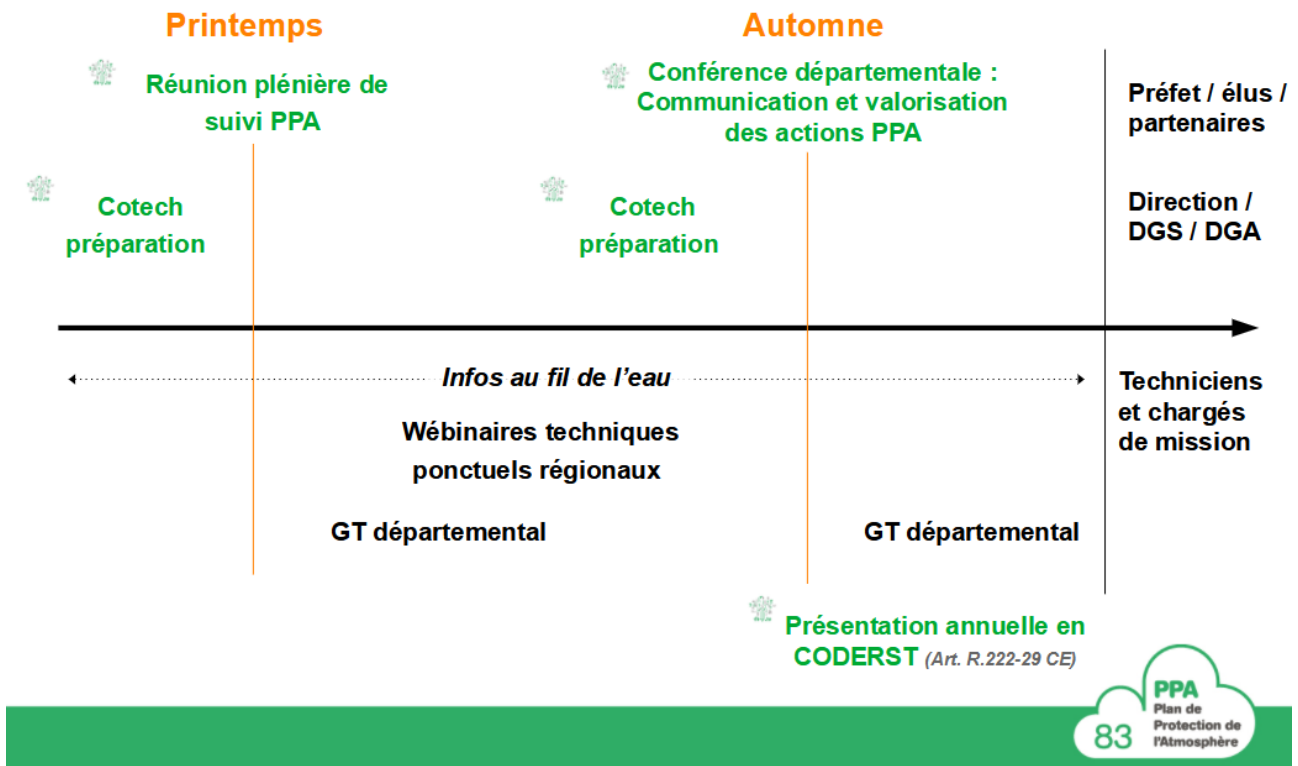 Printemps
Automne
Réunion plénière de
suivi PPA
Conférence départementale :
Communication et valorisation
des actions PPA
Préfet / élus /
partenaires
Cotech
préparation
Cotech
préparation
Direction /
DGS / DGA
Infos au fil de l'eau
Techniciens
et chargés
de mission
Wébinaires techniques
ponctuels régionaux
GT départemental
GT départemental
Présentation annuelle en
CODERST (Art. R.222-29 CE)
PPA
Plan de
Protection de
l'Atmosphère
83